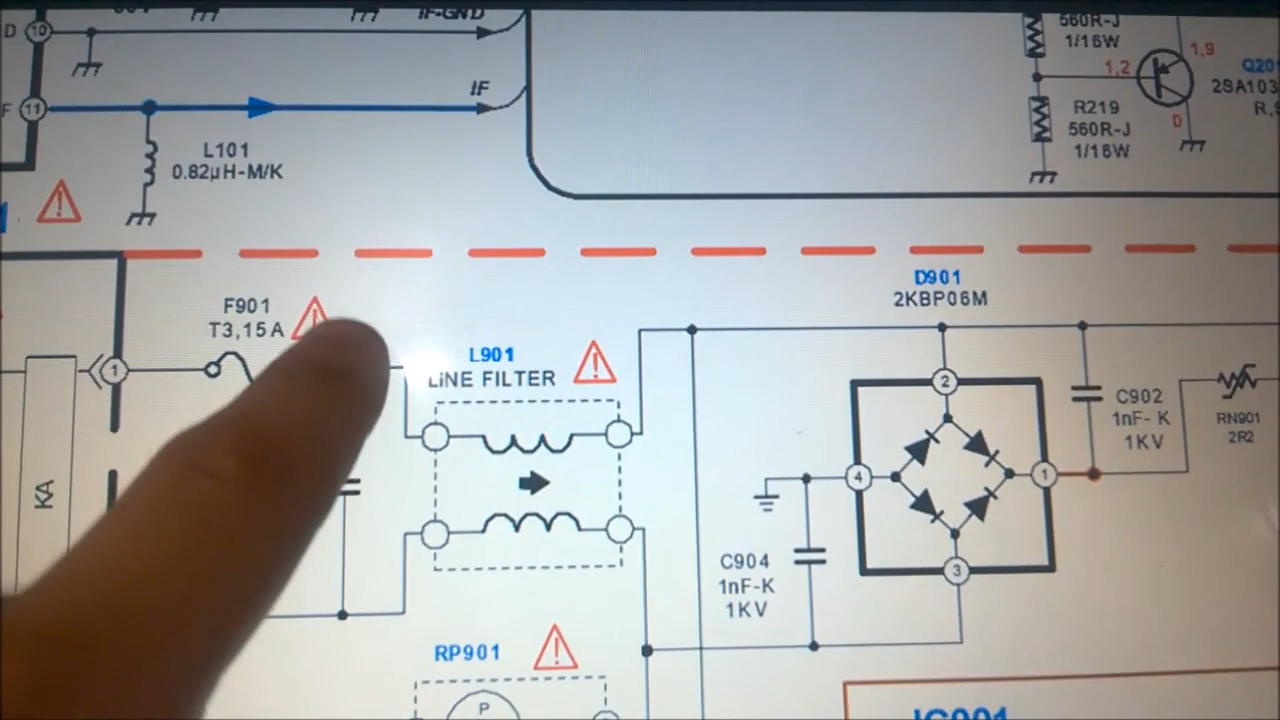 IF-GND
D 10
F 11
IF
L101
0.82µH-M/K
560R-J
1/16W
1,9
1,2
R219
560R-J
1/16W
0
F901
T3,15A
1
KA
L901
LINE FILTER
D901
2KBP06M
2
4
1
3
C902
1nF- K
1KV
RN901
2R2
C904
1nF-K
1KV
RP901
P